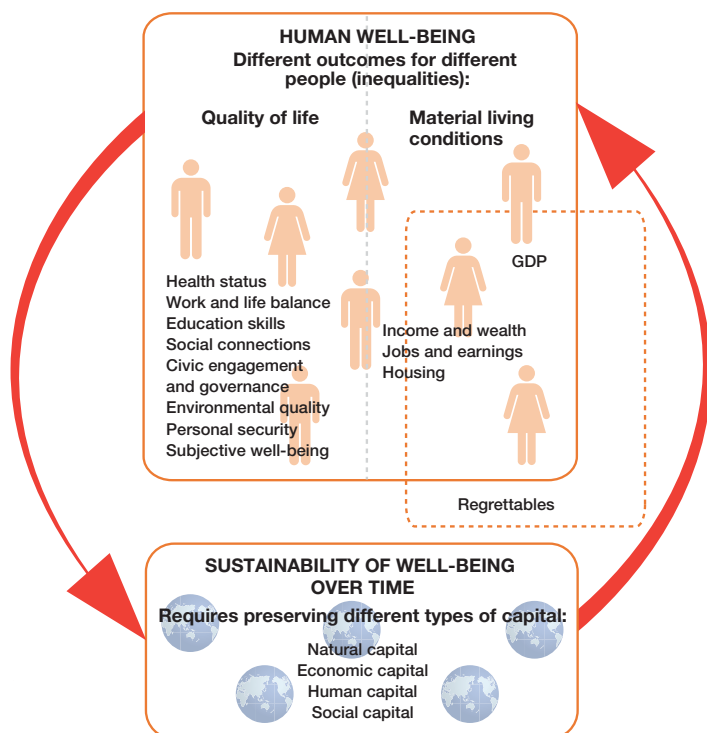 HUMAN WELL-BEING
Different outcomes for different
people (inequalities):
Quality of life
Material living
conditions
GDP
Health status
Work and life balance
Education skills
Social connections
Civic engagement
and governance
Environmental quality
Personal security
Subjective well-being
Income and wealth
Jobs and earnings
Housing
Regrettables
SUSTAINABILITY OF WELL-BEING
OVER TIME
Requires preserving different types of capital:
Natural capital
Economic capital
Human capital
Social capital